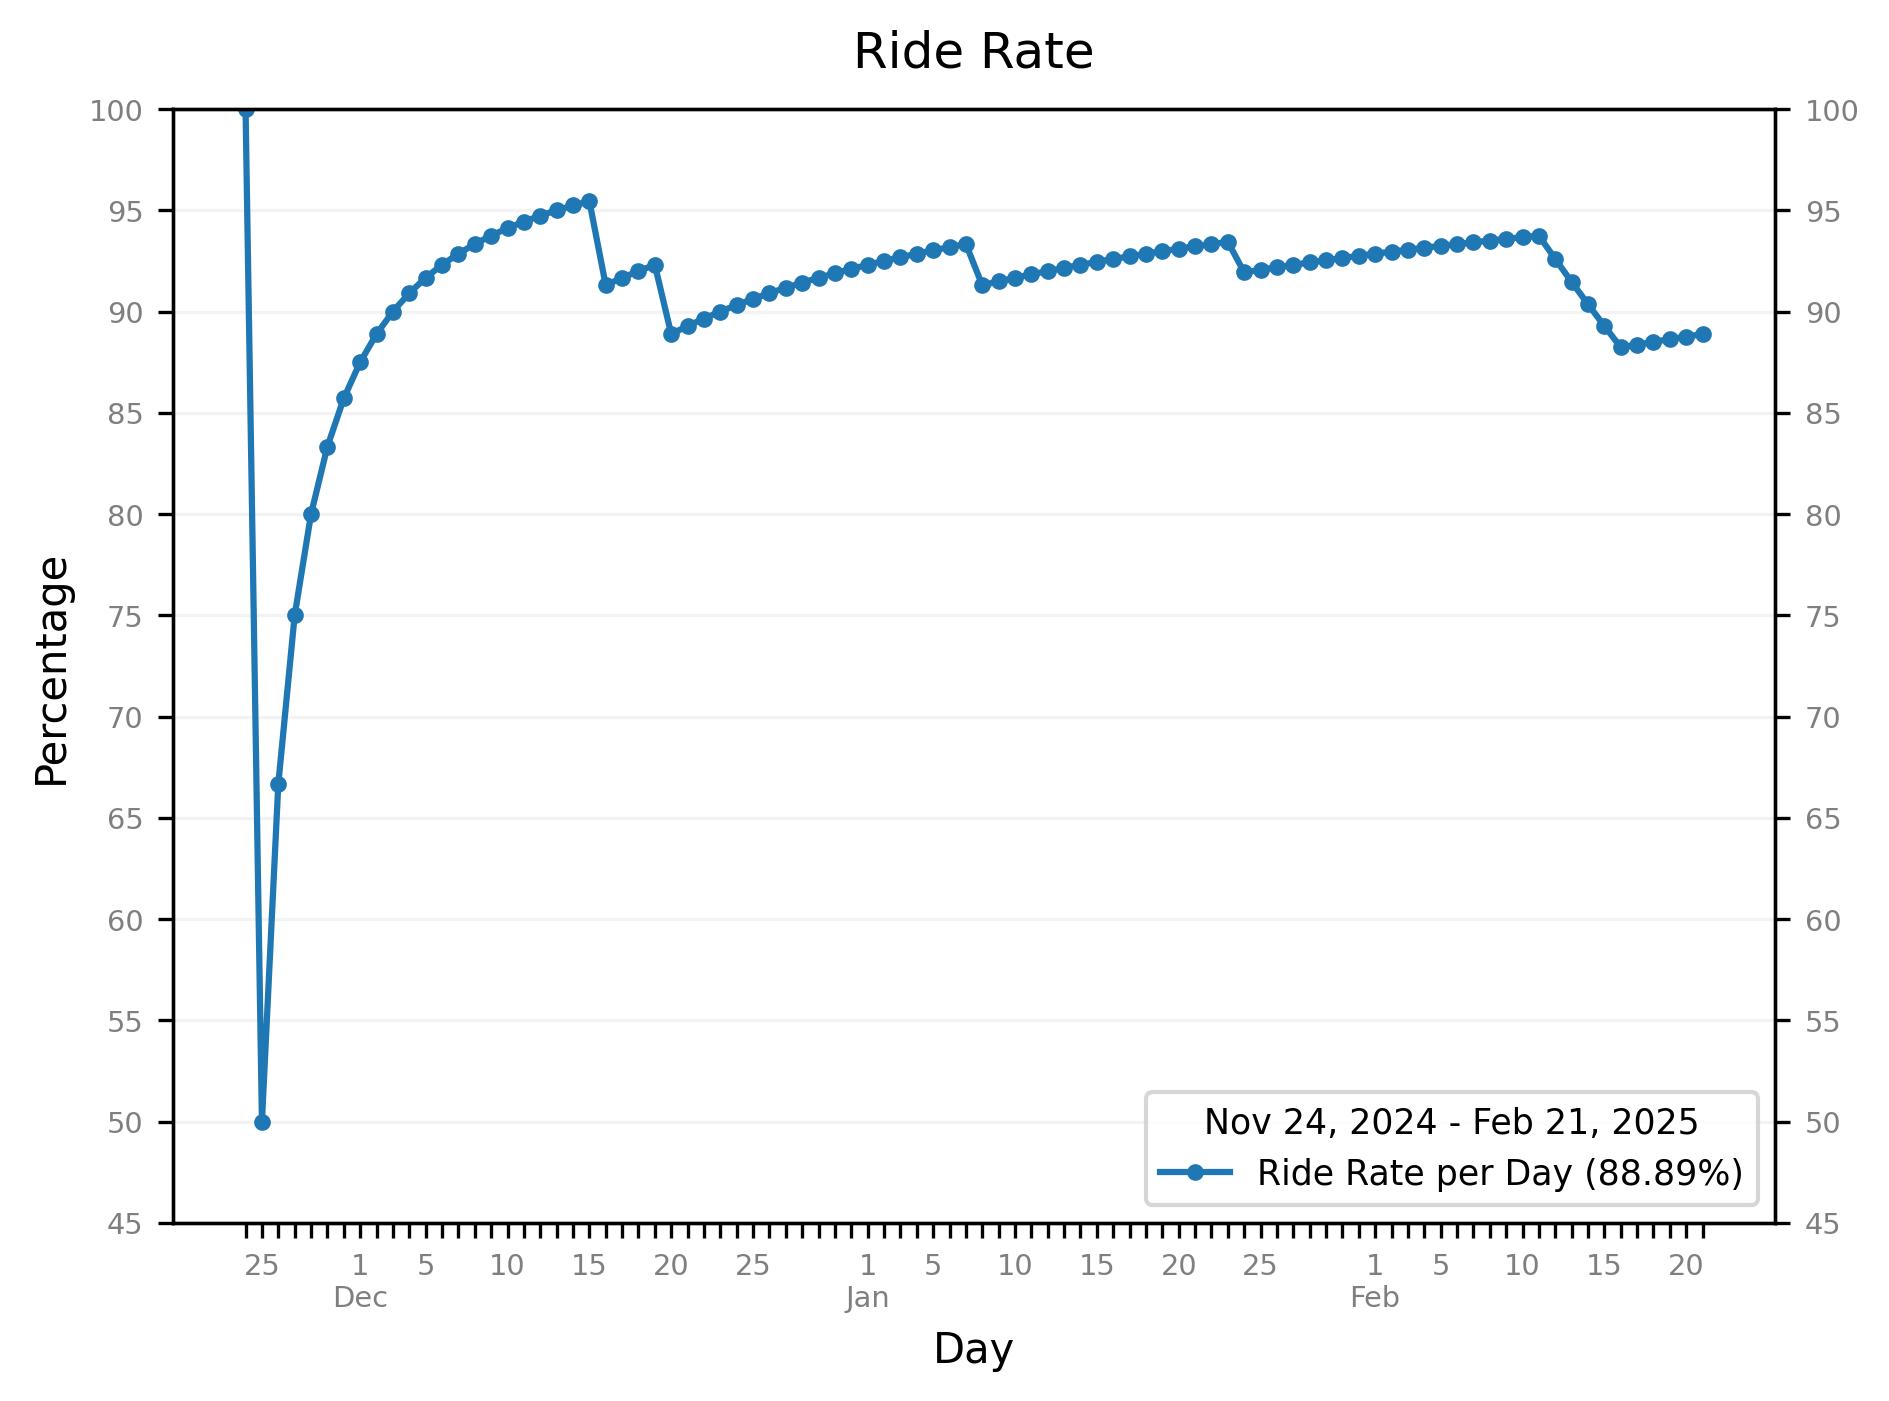 Ride Rate
100 100
95 95
90 90
85 85
80 80
75 75
70 70
65 65
60 60
55 55
50 50
45 45
Percentage
Nov 24, 2024 - Feb 21, 2025
Ride Rate per Day (88.89%)
25 1 5 10 15 20 25 1 5 10 15 20 25 1 5 10 15 20
Dec Jan Feb
Day